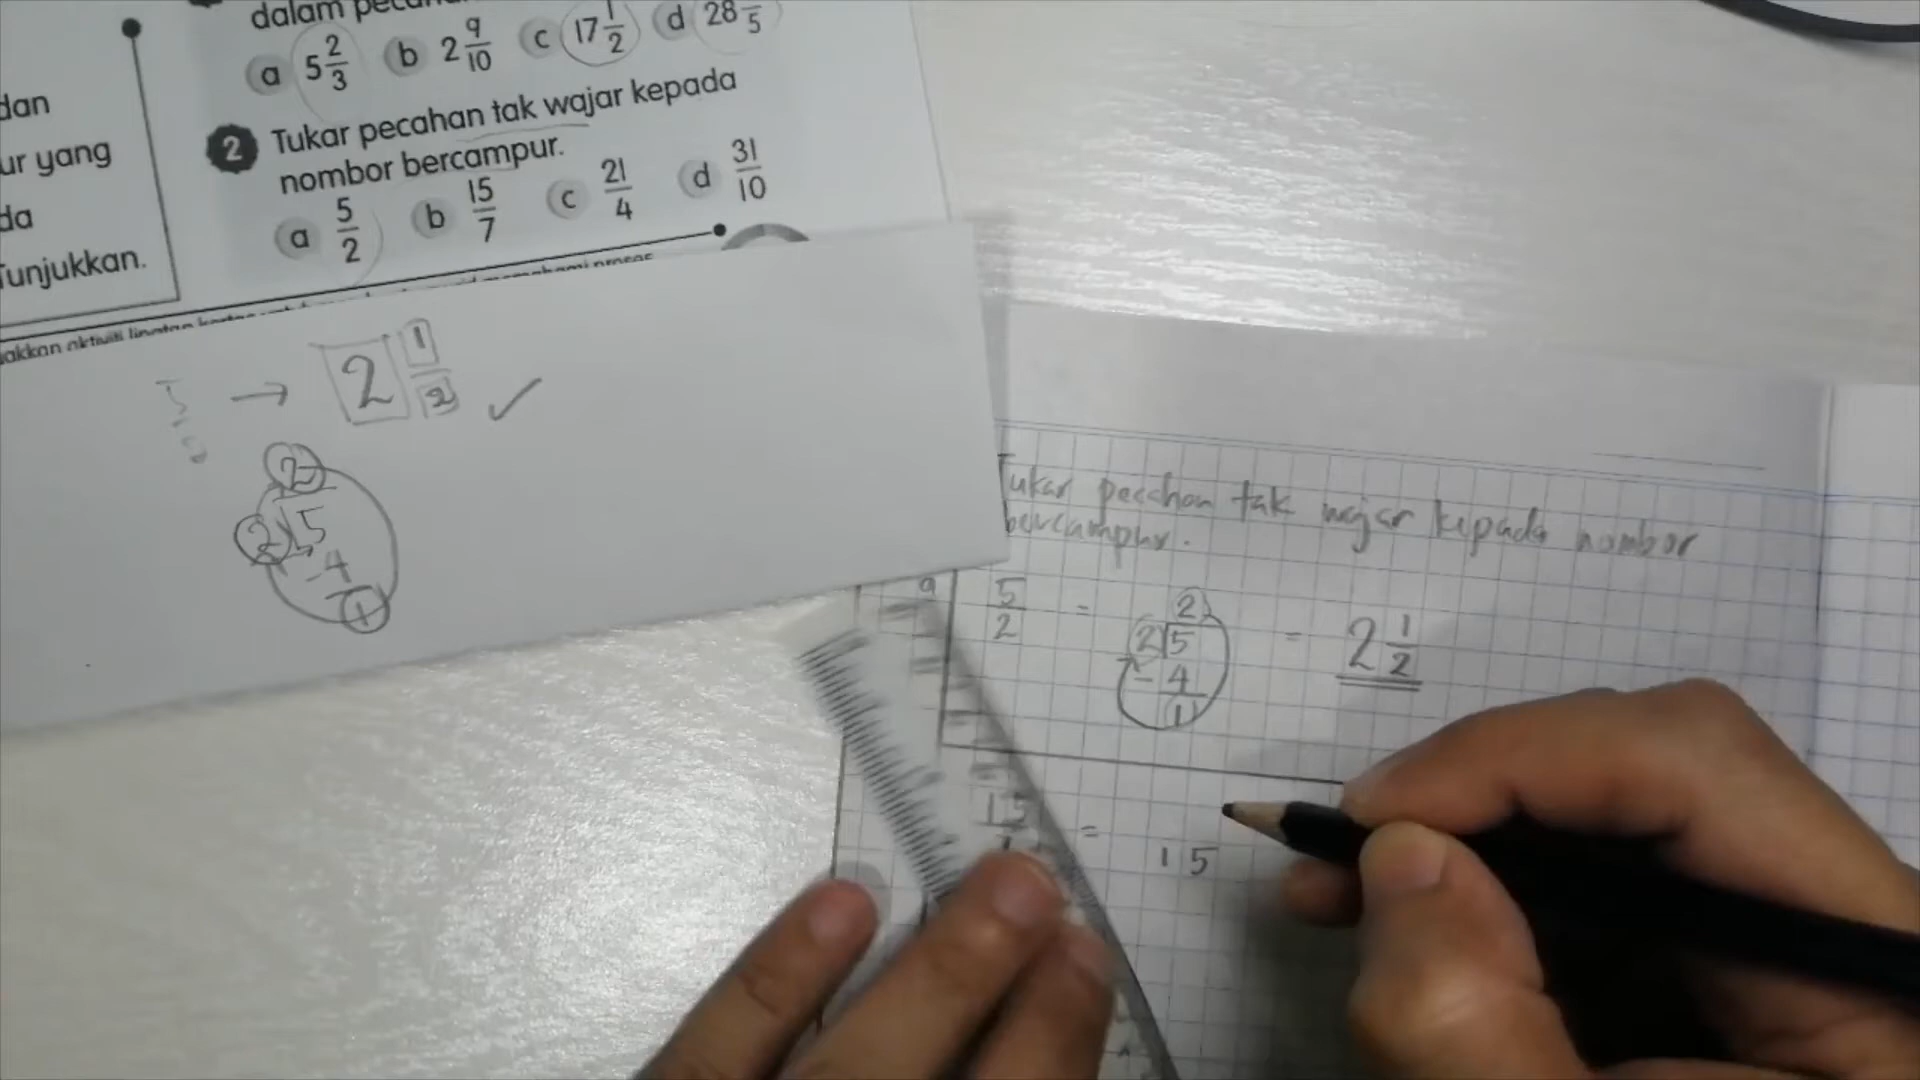 dalam
a 5 2/3 b 2 9/10 c 17 1/2 d 28 /5
2 Tukar pecahan tak wajar kepada
nombor bercampur.
a 5/2 b 15/7 c 21/4 d 31/10
dan
ur yang
da
Tunjukkan.
→ 2 1/2 ✓
2
2 5
- 4
1
Tukar pecahan tak wajar kepada nombor
bercampur.
a 5/2 = 2 = 2 1/2
2 5
- 4
1
15 =
15